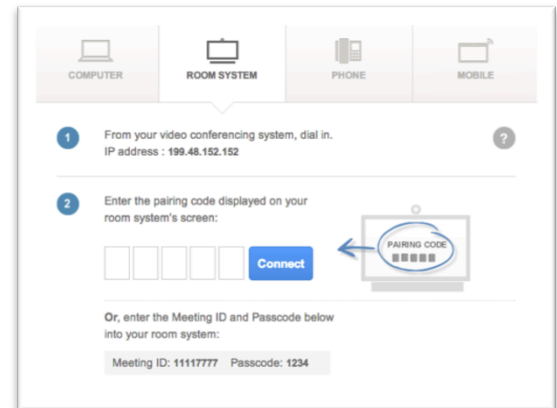 COMPUTER ROOM SYSTEM PHONE MOBILE
1 From your video conferencing system, dial in. ?
IP address : 199.48.152.152
2 Enter the pairing code displayed on your
room system's screen:
PAIRING CODE
Connect
Or, enter the Meeting ID and Passcode below
into your room system:
Meeting ID: 11117777 Passcode: 1234